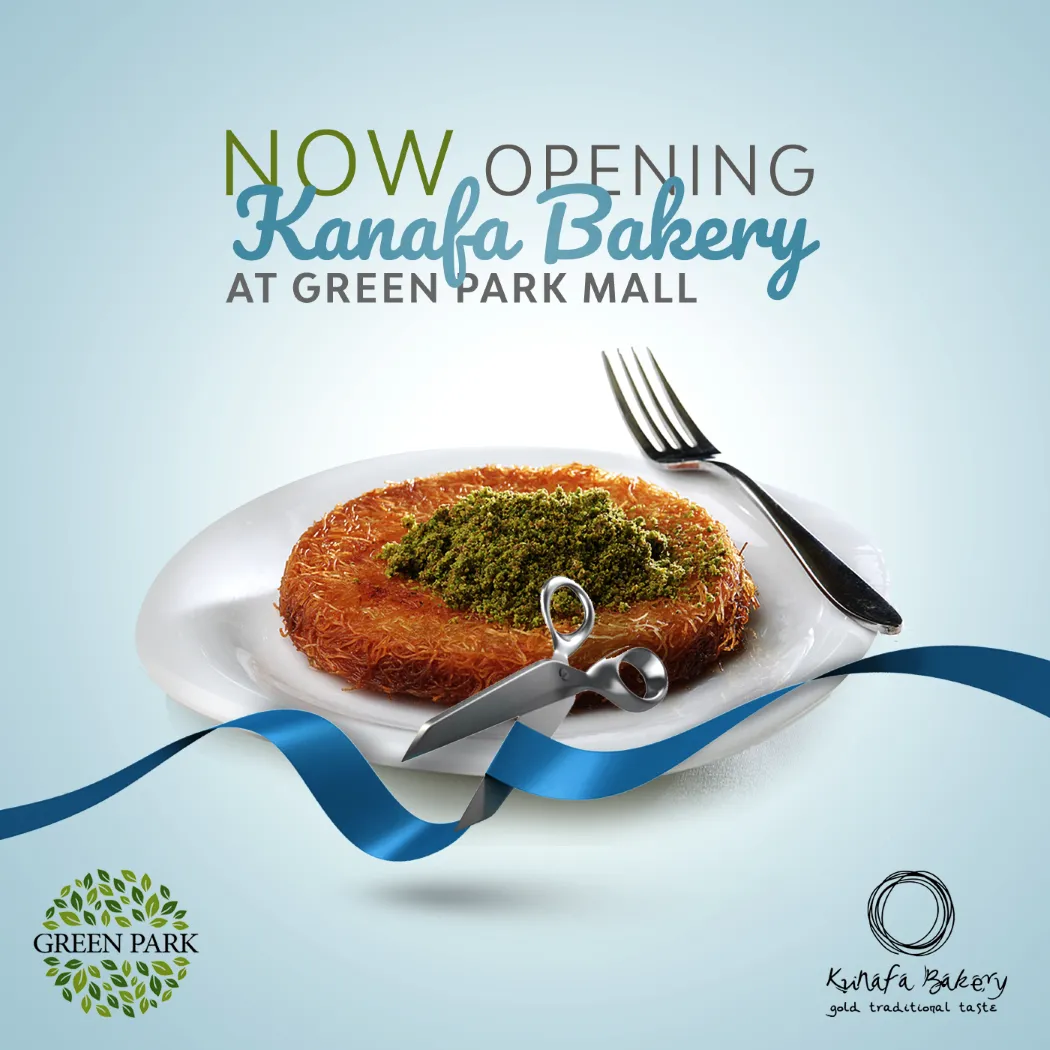 NOW OPENING
Kanafa Bakery
AT GREEN PARK MALL
GREEN PARK
Kunafa Bakery
gold traditional taste